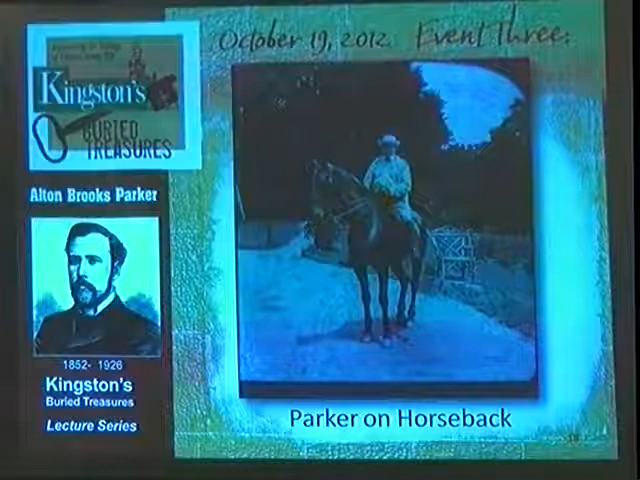 October 19, 2012 Event Three:
Kingston's
BURIED
TREASURES
Alton Brooks Parker
1852- 1926
Kingston's
Buried Treasures
Lecture Series
Parker on Horseback